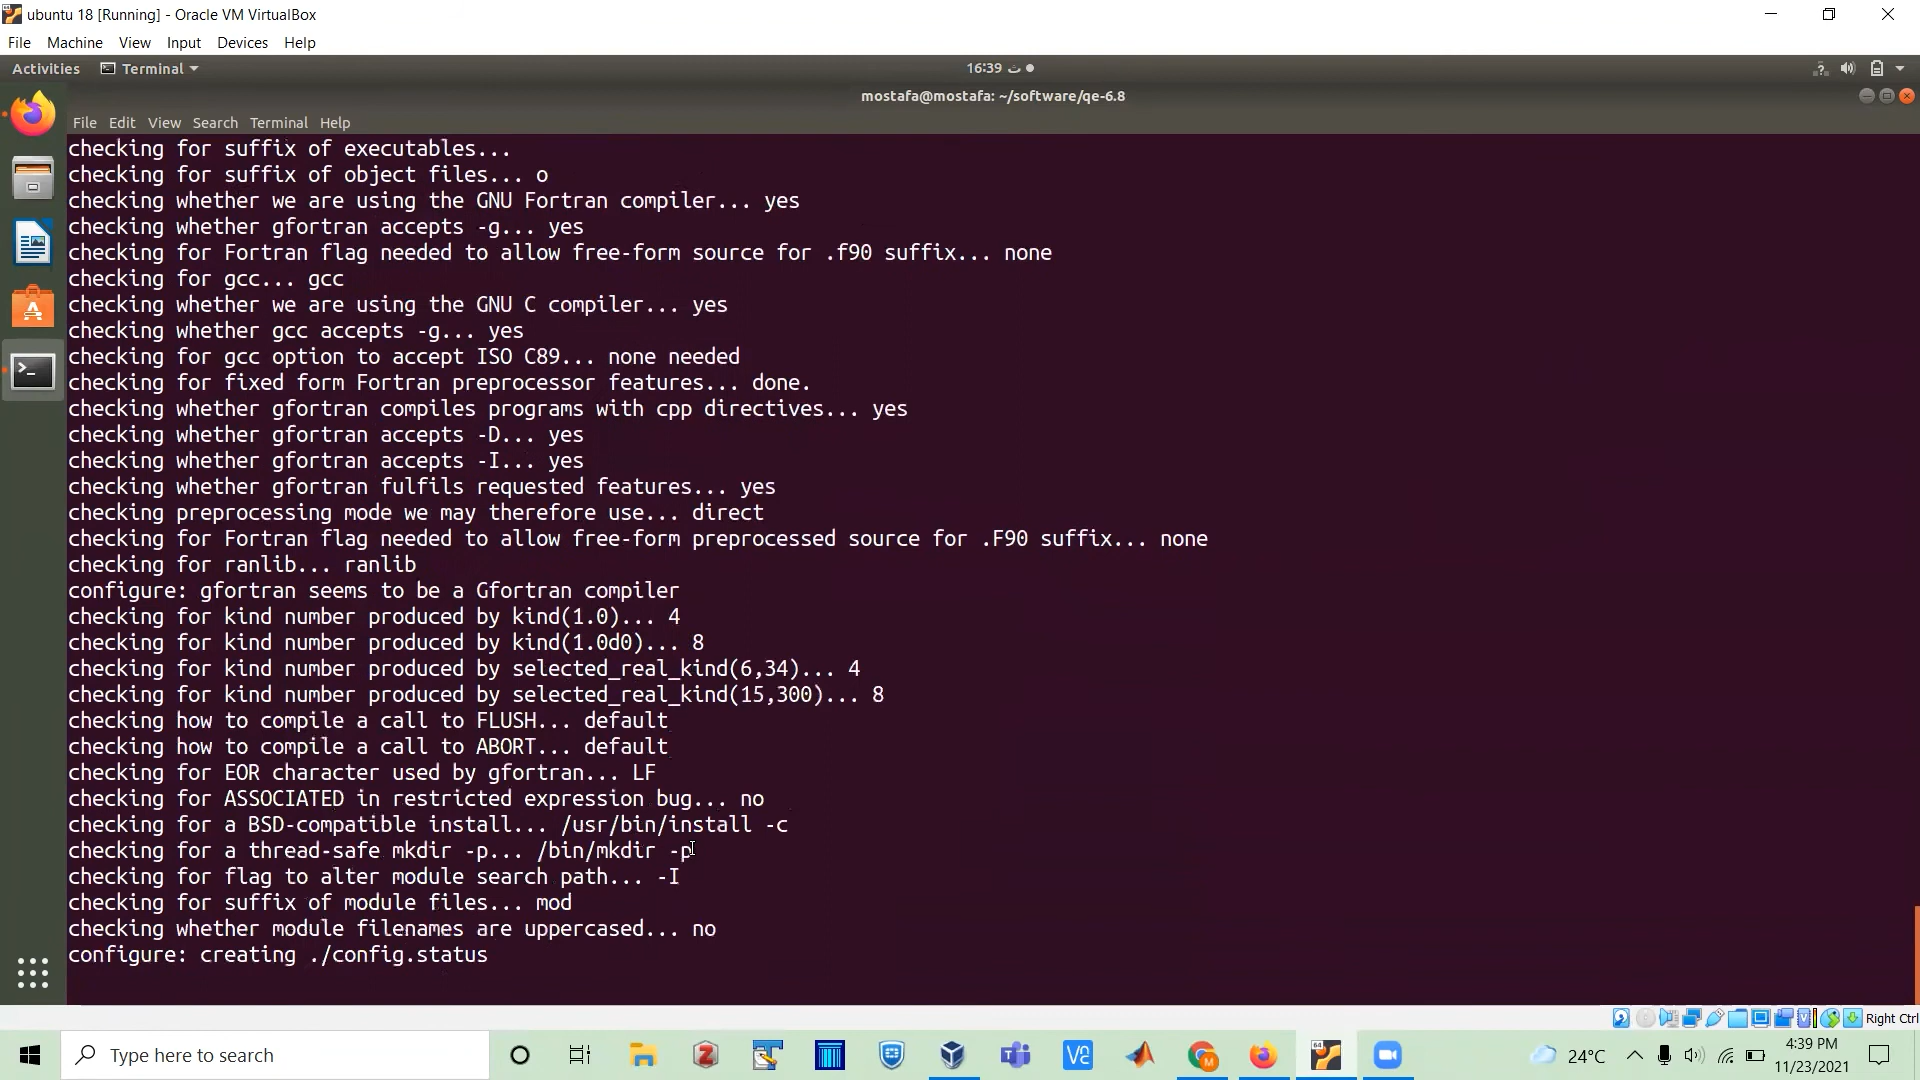 ubuntu 18 [Running] - Oracle VM VirtualBox
File Machine View Input Devices Help
Activities Terminal 16:39 ث
mostafa@mostafa: ~/software/qe-6.8
File Edit View Search Terminal Help
checking for suffix of executables...
checking for suffix of object files... o
checking whether we are using the GNU Fortran compiler... yes
checking whether gfortran accepts -g... yes
checking for Fortran flag needed to allow free-form source for .f90 suffix... none
checking for gcc... gcc
checking whether we are using the GNU C compiler... yes
checking whether gcc accepts -g... yes
checking for gcc option to accept ISO C89... none needed
checking for fixed form Fortran preprocessor features... done.
checking whether gfortran compiles programs with cpp directives... yes
checking whether gfortran accepts -D... yes
checking whether gfortran accepts -I... yes
checking whether gfortran fulfils requested features... yes
checking preprocessing mode we may therefore use... direct
checking for Fortran flag needed to allow free-form preprocessed source for .F90 suffix... none
checking for ranlib... ranlib
configure: gfortran seems to be a Gfortran compiler
checking for kind number produced by kind(1.0)... 4
checking for kind number produced by kind(1.0d0)... 8
checking for kind number produced by selected_real_kind(6,34)... 4
checking for kind number produced by selected_real_kind(15,300)... 8
checking how to compile a call to FLUSH... default
checking how to compile a call to ABORT... default
checking for EOR character used by gfortran... LF
checking for ASSOCIATED in restricted expression bug... no
checking for a BSD-compatible install... /usr/bin/install -c
checking for a thread-safe mkdir -p... /bin/mkdir -p
checking for flag to alter module search path... -I
checking for suffix of module files... mod
checking whether module filenames are uppercased... no
configure: creating ./config.status
Right Ctrl
Type here to search
24°C
4:39 PM
11/23/2021